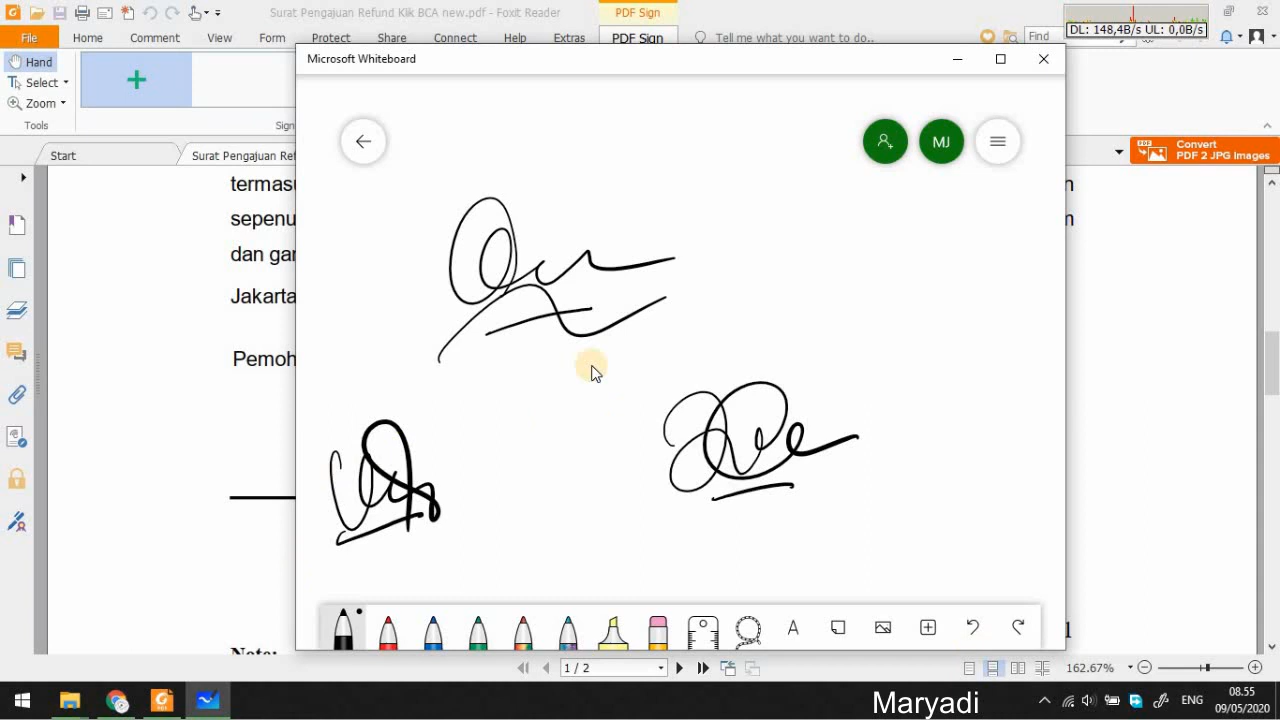 Surat Pengajuan Refund Klik BCA new.pdf - Foxit Reader
PDF Sign
DL: 148,4B/s UL: 0,0B/s
File Home Comment View Form Protect Share Connect Help Extras PDF Sign Tell me what you want to do.. Find
Hand
Select
Zoom
Tools
Sign
Microsoft Whiteboard
MJ
Start
Surat Pengajuan Ref
Convert
PDF 2 JPG Images
termasu
n
sepenu
m
dan gar
Jakarta
Pemoh
Note:
1
A
1 / 2
162.67%
Maryadi
ENG
08.55
09/05/2020